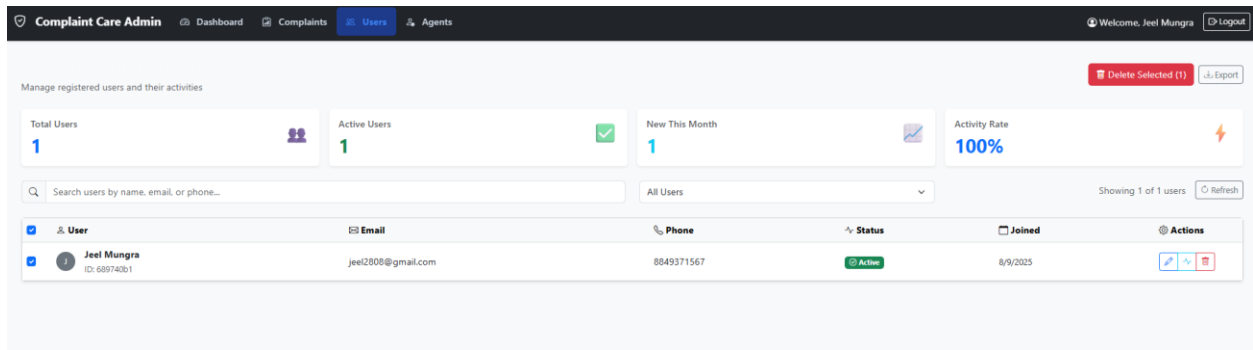 Complaint Care Admin Dashboard Complaints Users Agents Welcome, Jeel Mungra Logout
Delete Selected (1) Export
Manage registered users and their activities
Total Users Active Users New This Month Activity Rate
1 1 1 100%
Search users by name, email, or phone... All Users Showing 1 of 1 users Refresh
User Email Phone Status Joined Actions
J Jeel Mungra jeel2808@gmail.com 8849371567 Active 8/9/2025
ID: 689740b1